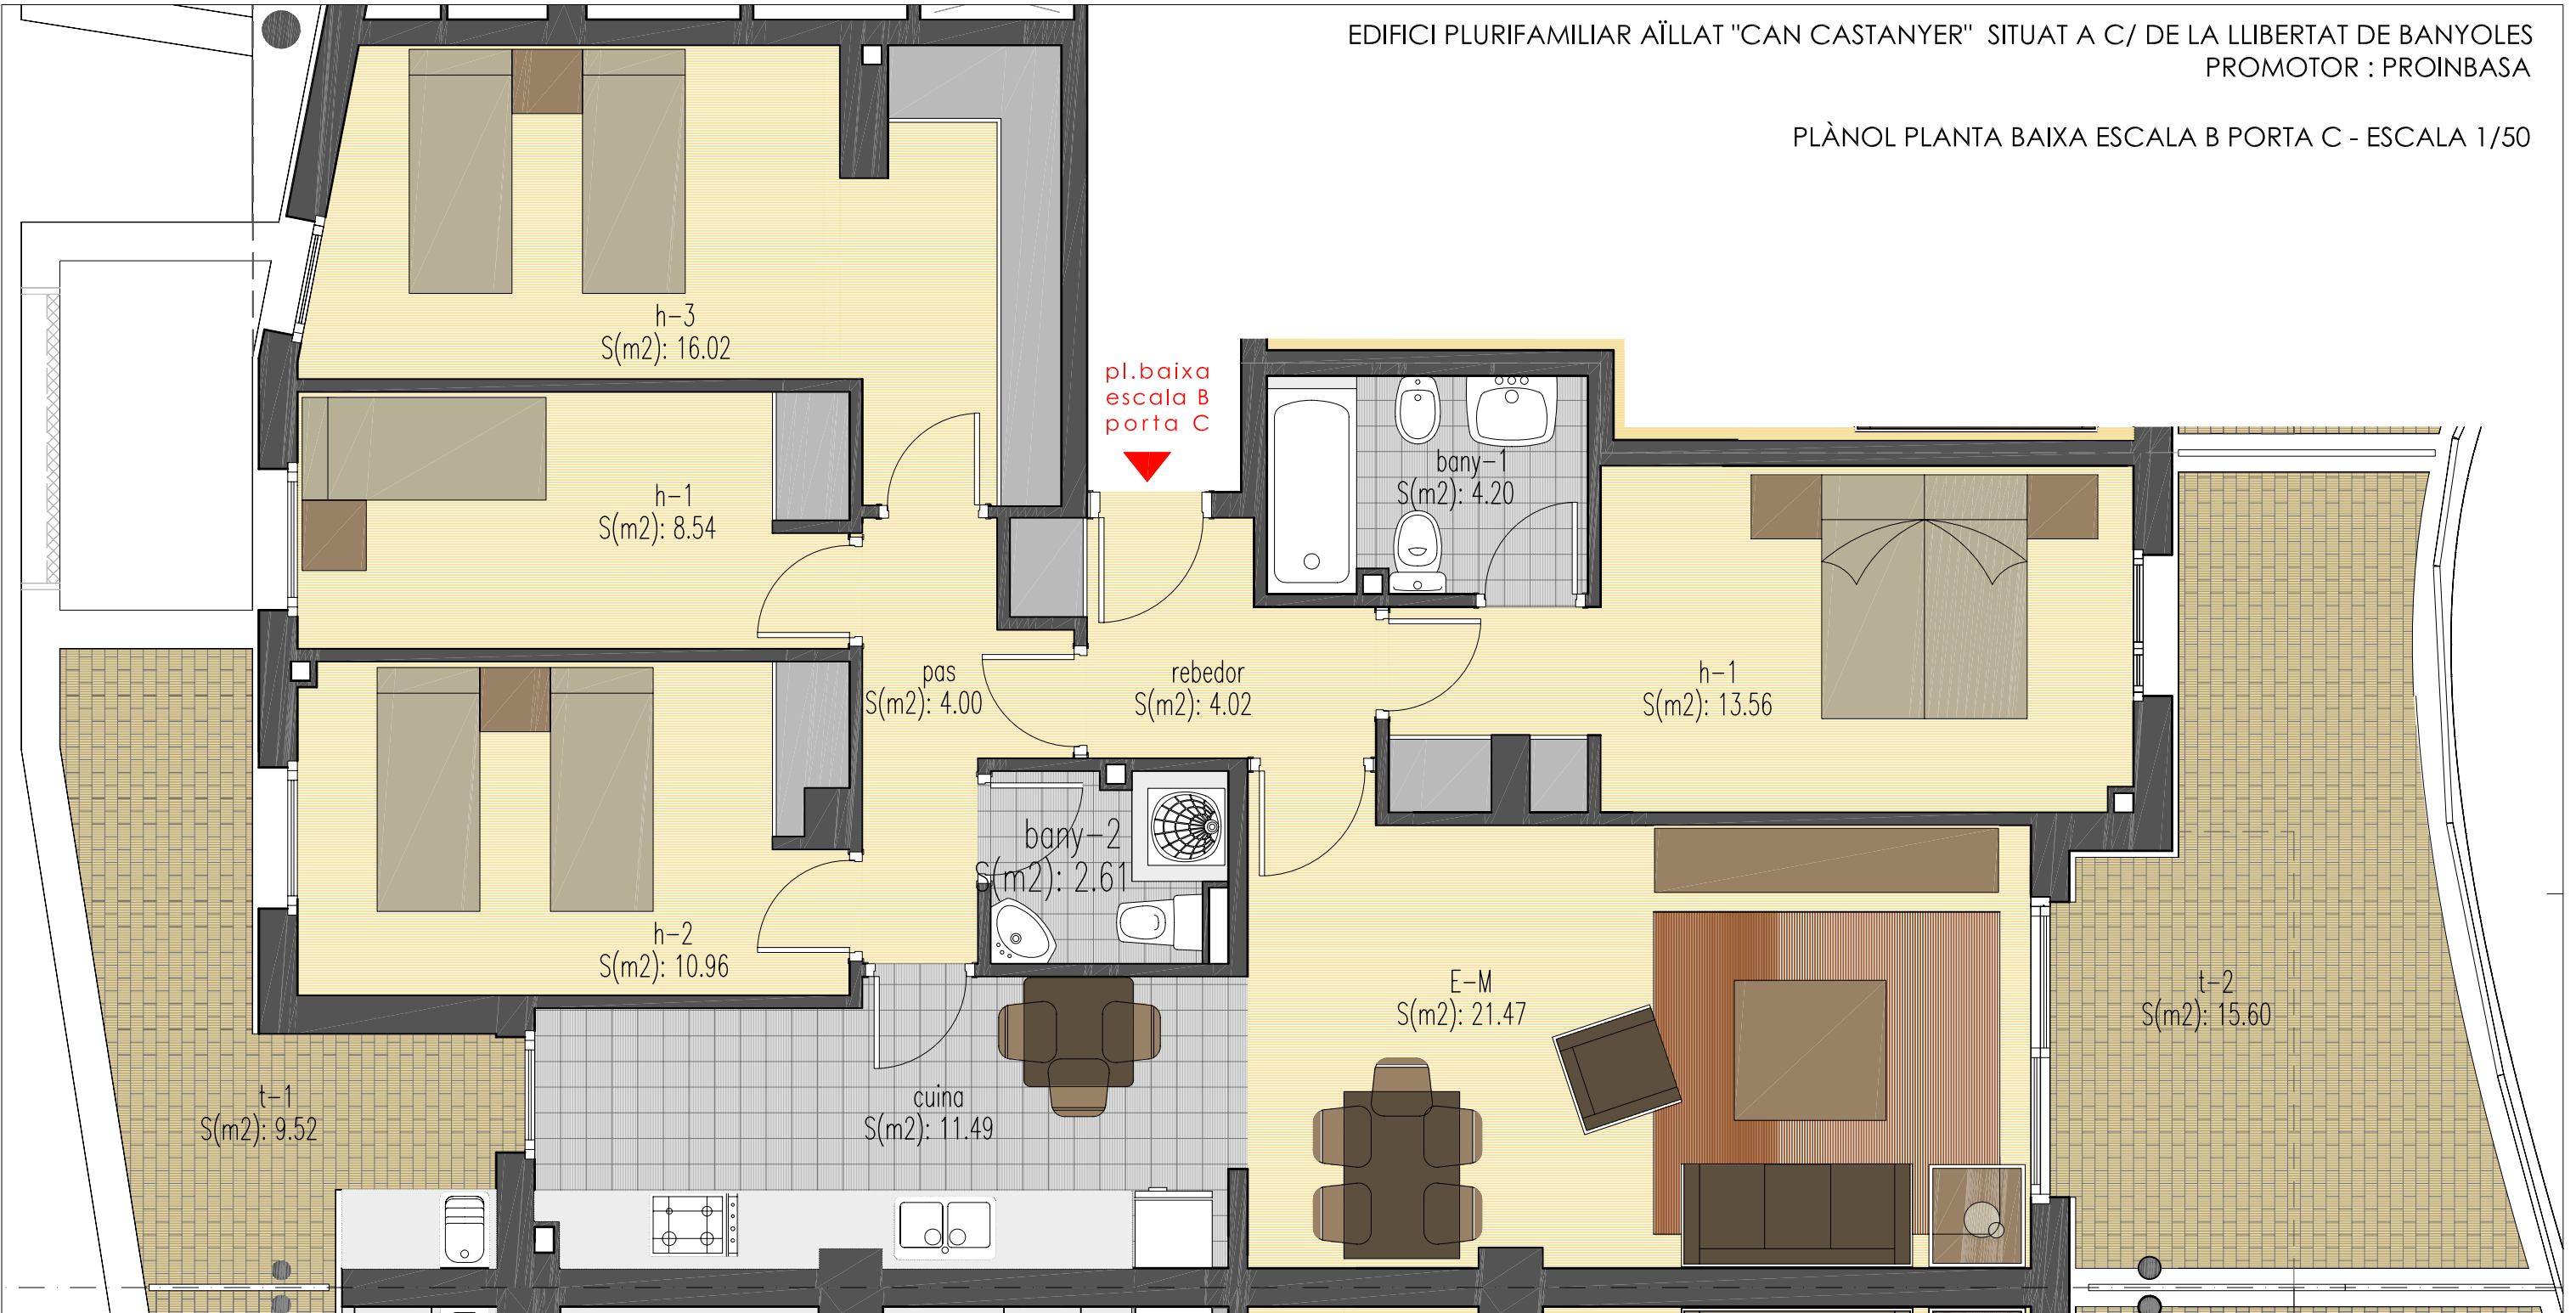 EDIFICI PLURIFAMILIAR AÏLLAT "CAN CASTANYER" SITUAT A C/ DE LA LLIBERTAT DE BANYOLES
PROMOTOR : PROINBASA
PLÀNOL PLANTA BAIXA ESCALA B PORTA C - ESCALA 1/50
h-3
S(m2): 16.02
pl.baixa
escala B
porta C
bany-1
S(m2): 4.20
h-1
S(m2): 8.54
pas
S(m2): 4.00
rebedor
S(m2): 4.02
h-1
S(m2): 13.56
bany-2
S(m2): 2.61
h-2
S(m2): 10.96
E-M
S(m2): 21.47
t-2
S(m2): 15.60
t-1
S(m2): 9.52
cuina
S(m2): 11.49